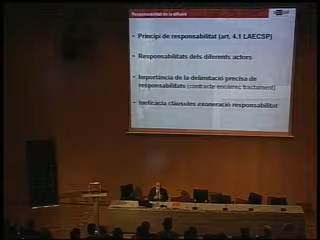 Responsabilitat de la difusió
• Principi de responsabilitat (art. 4.1 LAECSP)
• Responsabilitats dels diferents actors
• Importància de la delimitació precisa de
responsabilitats (contracte encàrrec tractament)
• Ineficàcia clàusules exoneració responsabilitat